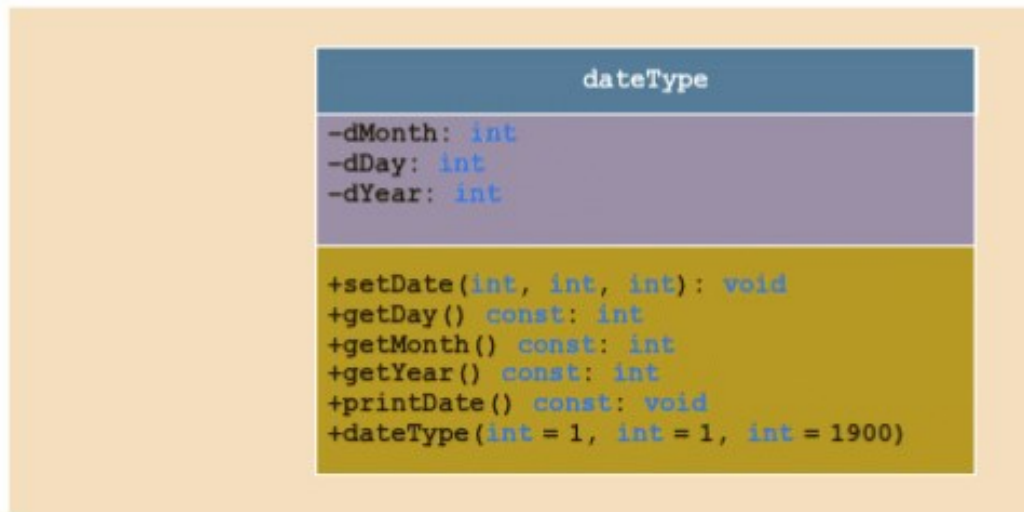 dateType
-dMonth: int
-dDay: int
-dYear: int
+setDate(int, int, int): void
+getDay() const: int
+getMonth() const: int
+getYear() const: int
+printDate() const: void
+dateType(int = 1, int = 1, int = 1900)